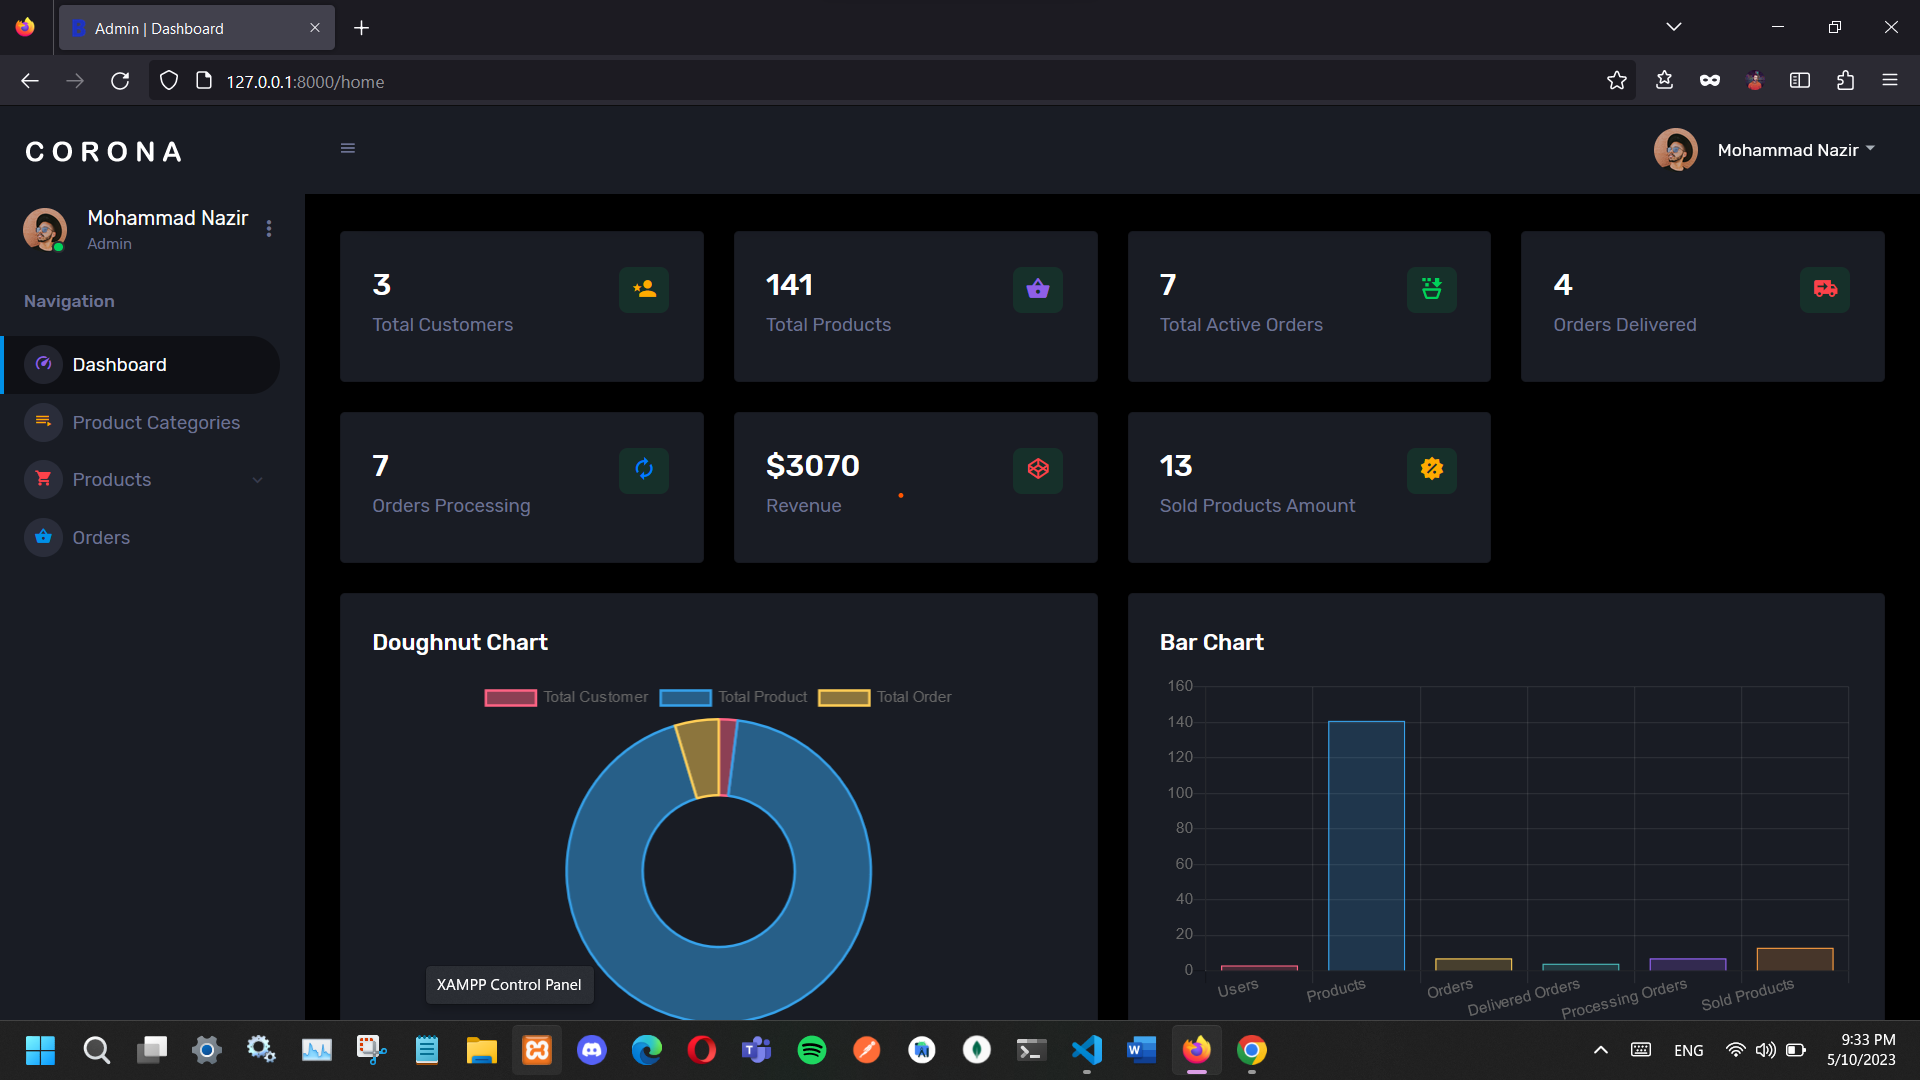 Admin | Dashboard
127.0.0.1:8000/home
CORONA
Mohammad Nazir
Mohammad Nazir
Admin
Navigation
Dashboard
Product Categories
Products
Orders
3
Total Customers
141
Total Products
7
Total Active Orders
4
Orders Delivered
7
Orders Processing
$3070
Revenue
13
Sold Products Amount
Doughnut Chart
Total Customer
Total Product
Total Order
Bar Chart
160
140
120
100
80
60
40
20
0
Users
Products
Orders
Delivered Orders
Processing Orders
Sold Products
XAMPP Control Panel
ENG
9:33 PM
5/10/2023